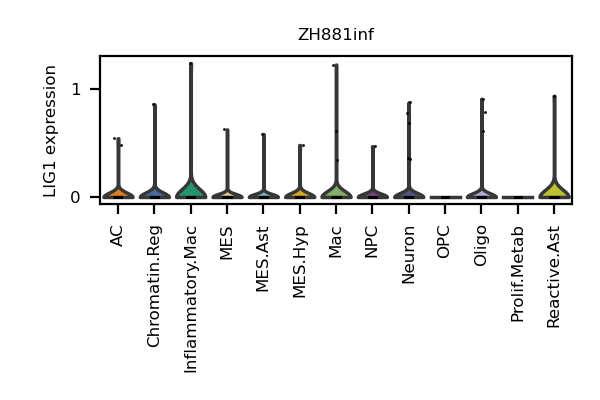 ZH881inf
LIG1 expression
1
0
AC
Chromatin.Reg
Inflammatory.Mac
MES
MES.Ast
MES.Hyp
Mac
NPC
Neuron
OPC
Oligo
Prolif.Metab
Reactive.Ast